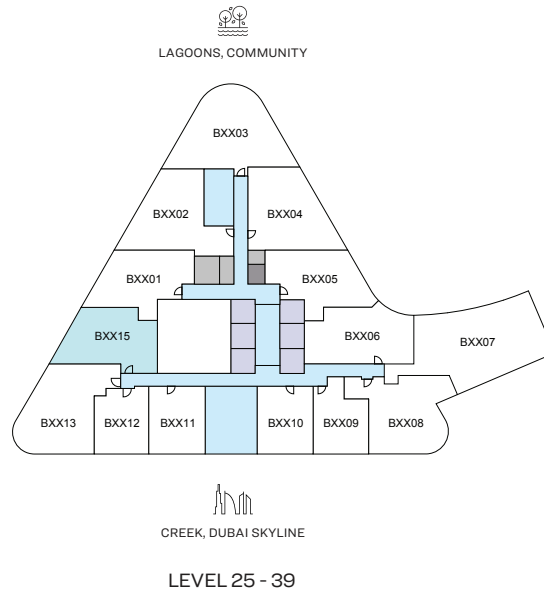 LAGOONS, COMMUNITY
BXX03
BXX02
BXX04
BXX01
BXX05
BXX15
BXX06
BXX07
BXX13
BXX12
BXX11
BXX10
BXX09
BXX08
CREEK, DUBAI SKYLINE
LEVEL 25 - 39